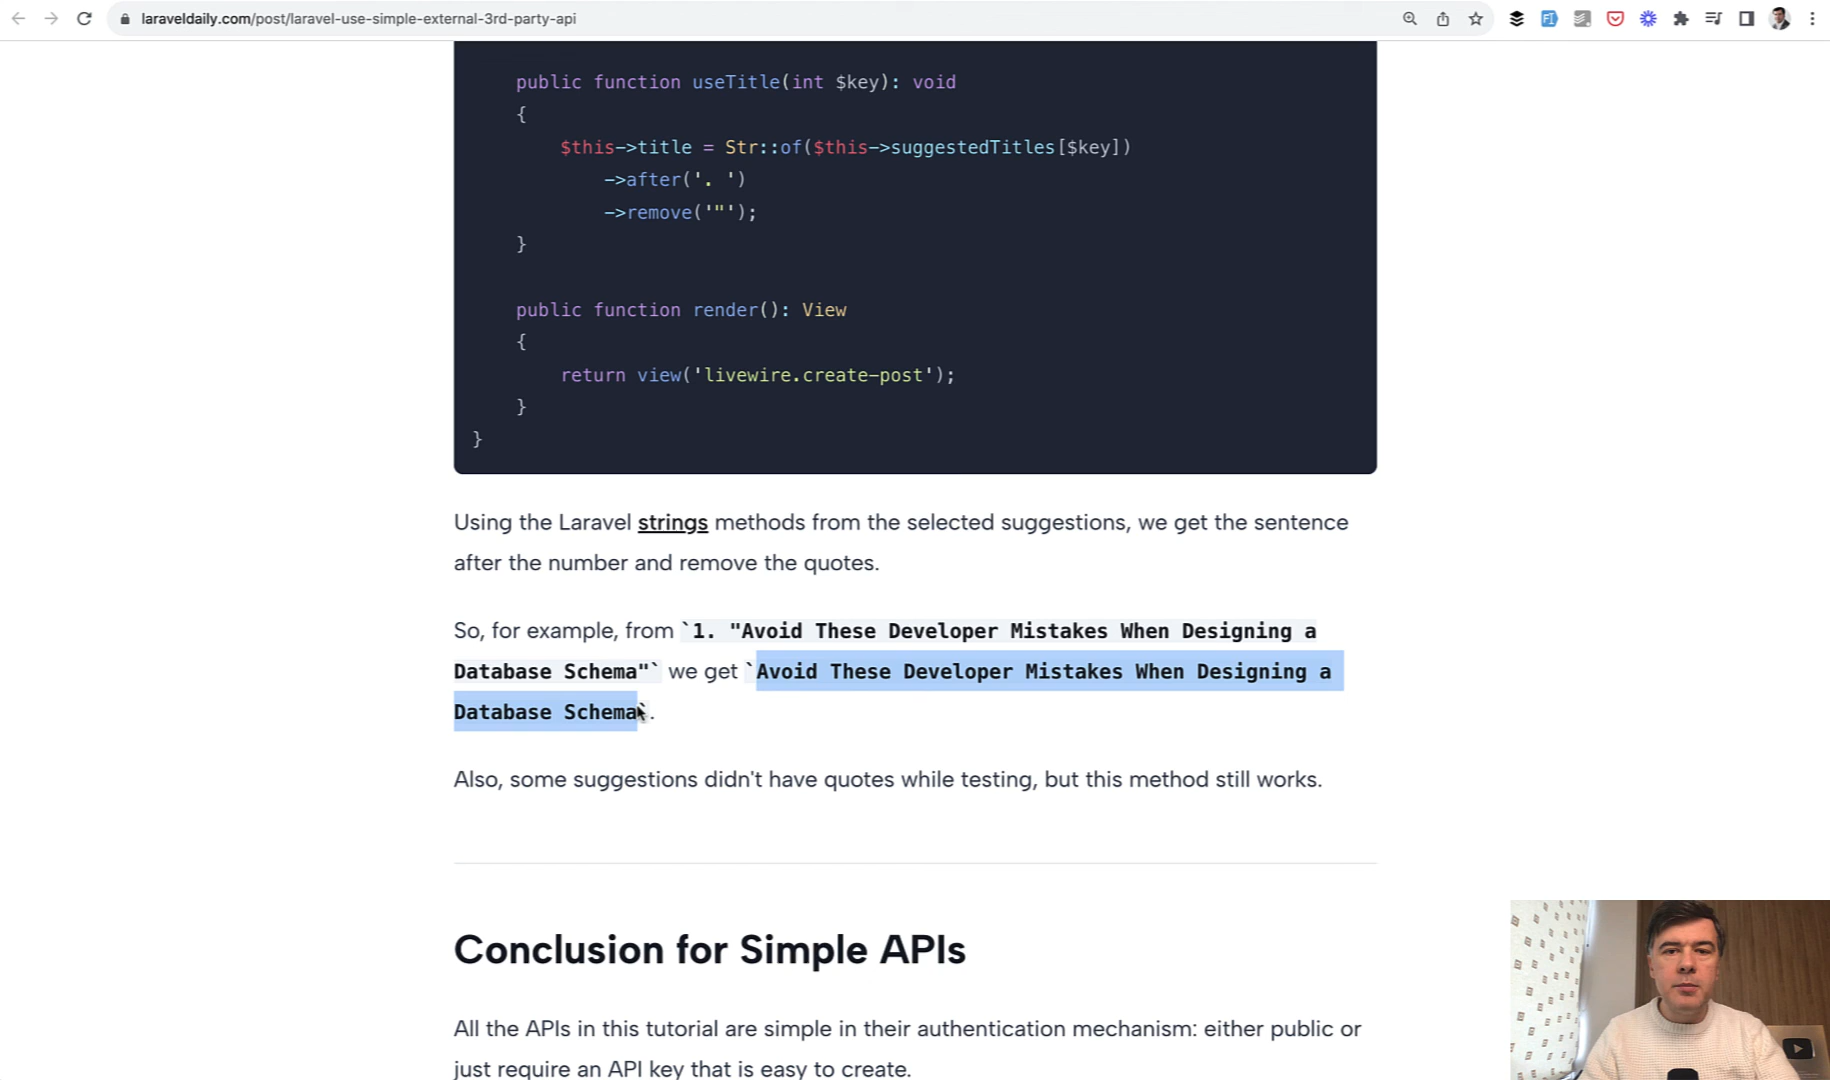 laraveldaily.com/post/laravel-use-simple-external-3rd-party-api
public function useTitle(int $key): void
{
$this->title = Str::of($this->suggestedTitles[$key])
->after('. ')
->remove('"');
}
public function render(): View
{
return view('livewire.create-post');
}
}
Using the Laravel strings methods from the selected suggestions, we get the sentence
after the number and remove the quotes.
So, for example, from `1. "Avoid These Developer Mistakes When Designing a
Database Schema"` we get `Avoid These Developer Mistakes When Designing a
Database Schema`.
Also, some suggestions didn't have quotes while testing, but this method still works.
Conclusion for Simple APIs
All the APIs in this tutorial are simple in their authentication mechanism: either public or
just require an API key that is easy to create.